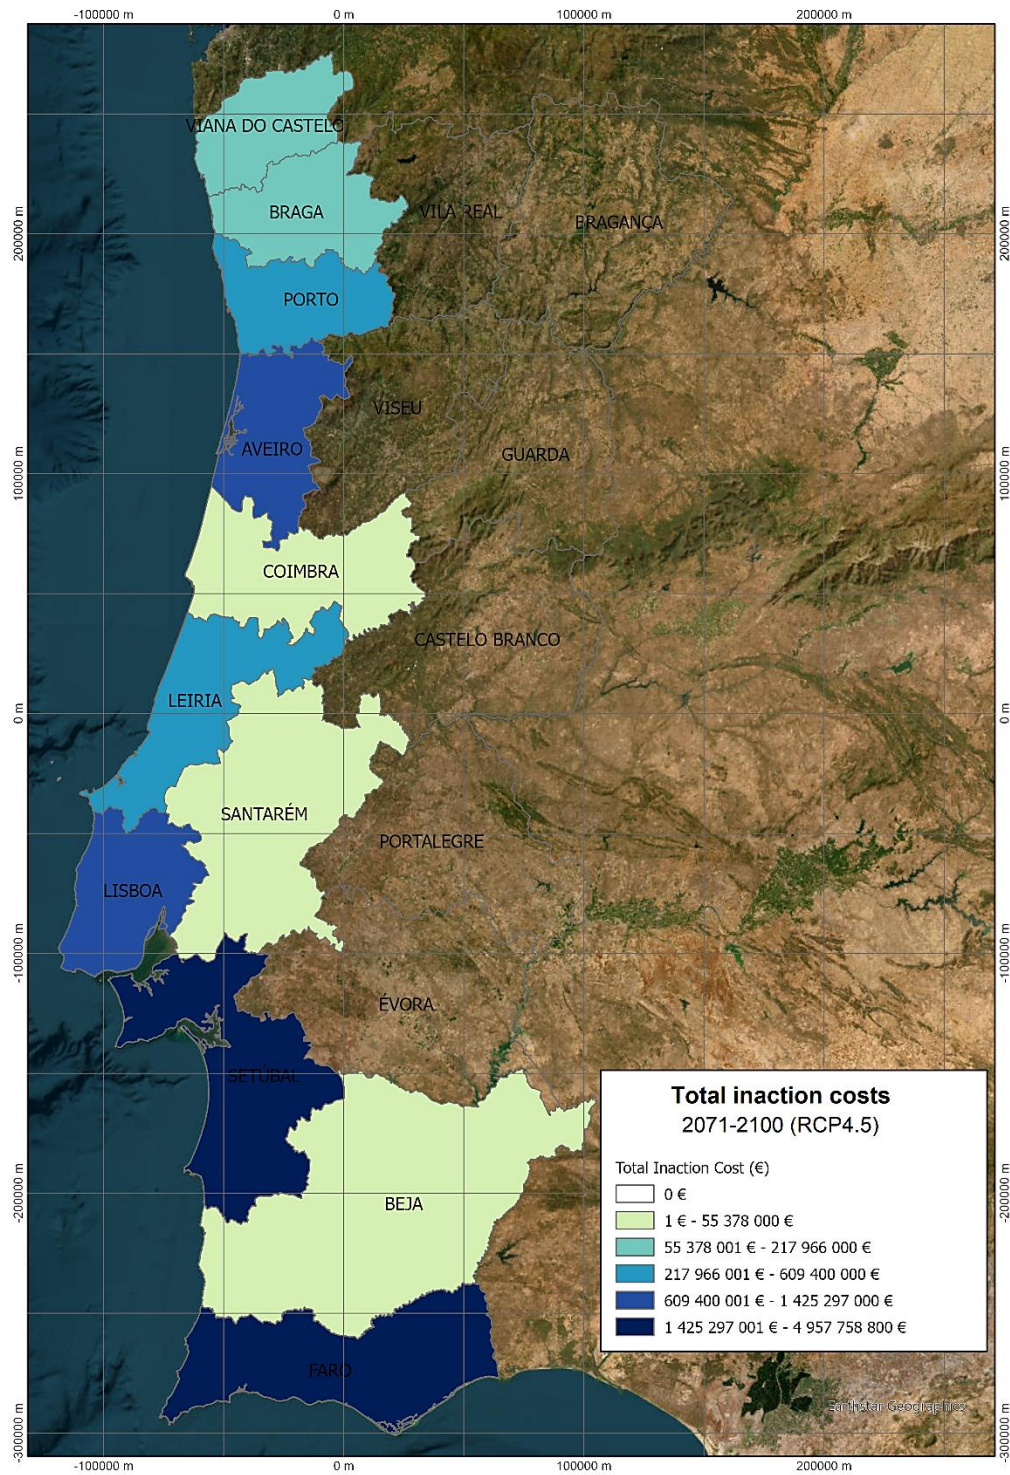 -100000 m
0 m
100000 m
200000 m
VIANA DO CASTELO
BRAGA
VILA REAL
BRAGANÇA
200000 m
200000 m
PORTO
VISEU
AVEIRO
GUARDA
100000 m
100000 m
COIMBRA
CASTELO BRANCO
LEIRIA
0 m
0 m
SANTARÉM
PORTALEGRE
LISBOA
-100000 m
-100000 m
ÉVORA
SETÚBAL
Total inaction costs
2071-2100 (RCP4.5)
Total Inaction Cost (€)
0 €
1 € - 55 378 000 €
55 378 001 € - 217 966 000 €
217 966 001 € - 609 400 000 €
609 400 001 € - 1 425 297 000 €
1 425 297 001 € - 4 957 758 800 €
-200000 m
-200000 m
BEJA
FARO
Earthstar Geographics
-300000 m
-300000 m
-100000 m
0 m
100000 m
200000 m